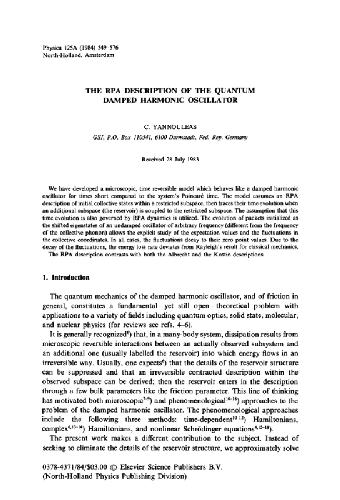 Physica 125A (1984) 549–576
North-Holland, Amsterdam
THE RPA DESCRIPTION OF THE QUANTUM
DAMPED HARMONIC OSCILLATOR
C. YANNOULEAS
GSI, P.O. Box 110541, 6100 Darmstadt, Fed. Rep. Germany
Received 28 July 1983
We have developed a microscopic, time reversible model which behaves like a damped harmonic
oscillator for times short compared to the system's Poincaré time. The model assumes an RPA
description of initial collective states within a restricted subspace, then traces their time evolution when
an additional subspace (the reservoir) is coupled to the restricted subspace. The assumption that this
time evolution is also governed by RPA dynamics is utilized. The evolution of packets initialized as
the shifted eigenstates of an undamped oscillator of arbitrary frequency (different from the frequency
of the collective phonon) allows the explicit study of the expectation values and the fluctuations in
the collective coordinates. In all cases, the fluctuations decay to their zero point values. Due to the
decay of the fluctuations, the energy law deviates from Rayleigh's result for classical mechanics.
The RPA description contrasts with both the Albrecht and the Kostin descriptions.
1. Introduction
The quantum mechanics of the damped harmonic oscillator, and of friction in
general, constitutes a fundamental yet still open theoretical problem with
applications to a variety of fields including quantum optics, solid state, molecular,
and nuclear physics (for reviews see refs. 4–6).
It is generally recognized that, in a many-body system, dissipation results from
microscopic reversible interactions between an actually observed subsystem and
an additional one (usually labelled the reservoir) into which energy flows in an
irreversible way. Usually, one expects that the details of the reservoir structure
can be suppressed and that an irreversible contracted description within the
observed subspace can be derived; then the reservoir enters in the description
through a few bulk parameters like the friction parameter. This line of thinking
has motivated both microscopic and phenomenological approaches to the
problem of the damped harmonic oscillator. The phenomenological approaches
include the following three methods: time-dependent Hamiltonians,
complex Hamiltonians, and nonlinear Schrödinger equations.
The present work makes a different contribution to the subject. Instead of
seeking to eliminate the details of the reservoir structure, we approximately solve
0378-4371/84/$03.00 © Elsevier Science Publishers B.V.
(North-Holland Physics Publishing Division)